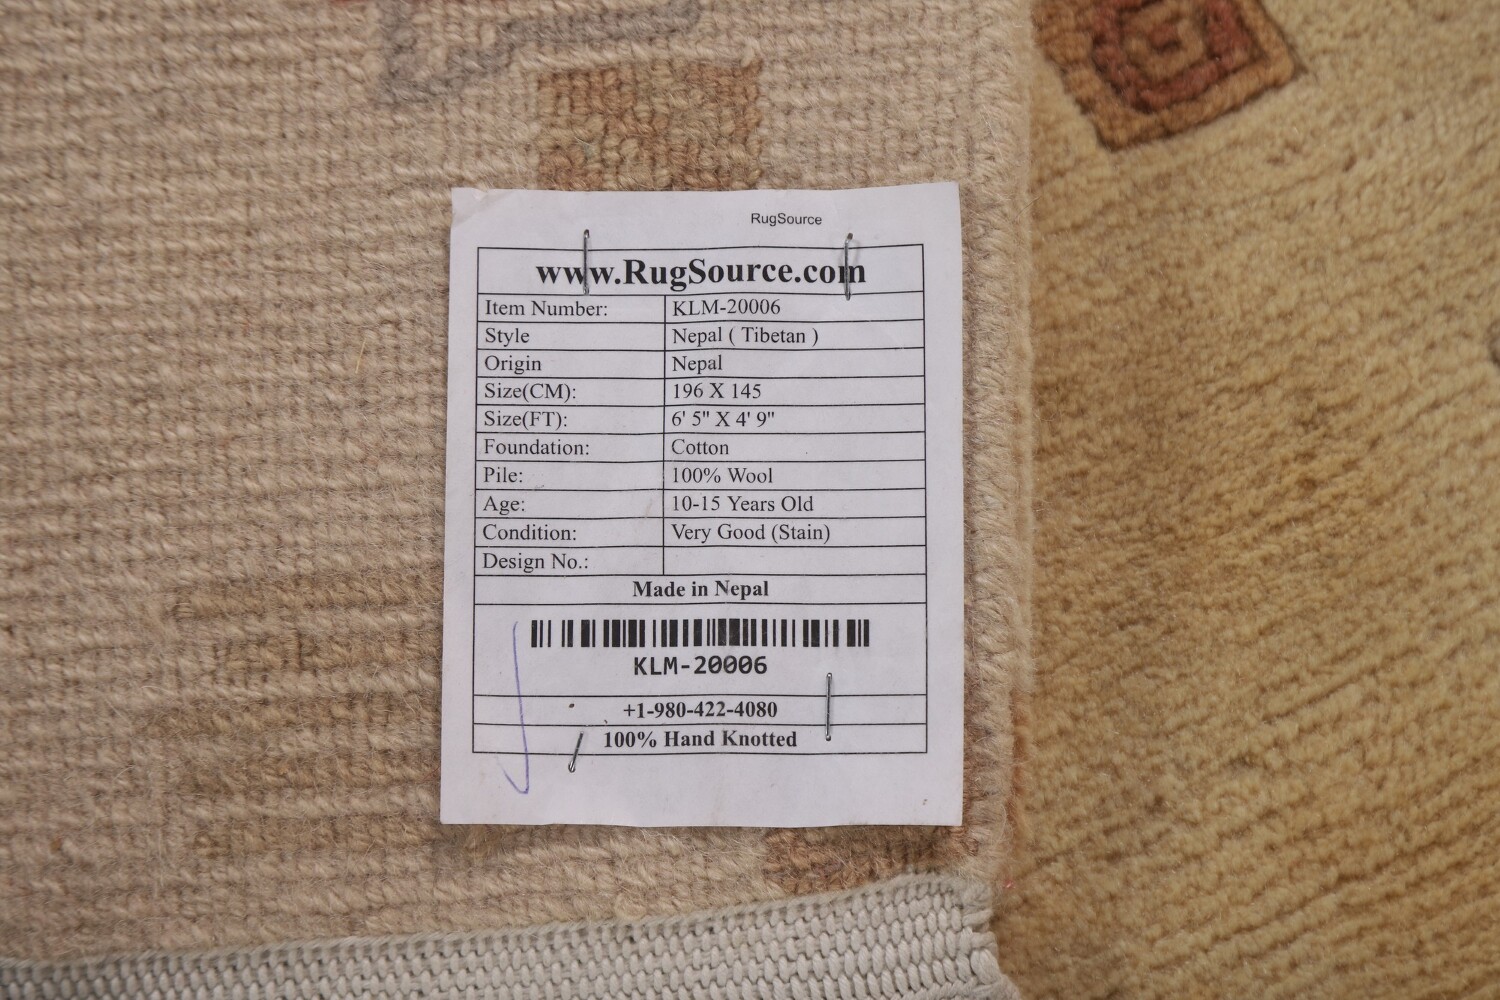 RugSource
www.RugSource.com
Item Number: KLM-20006
Style Nepal ( Tibetan )
Origin Nepal
Size(CM): 196 X 145
Size(FT): 6' 5" X 4' 9"
Foundation: Cotton
Pile: 100% Wool
Age: 10-15 Years Old
Condition: Very Good (Stain)
Design No.:
Made in Nepal
KLM-20006
+1-980-422-4080
100% Hand Knotted